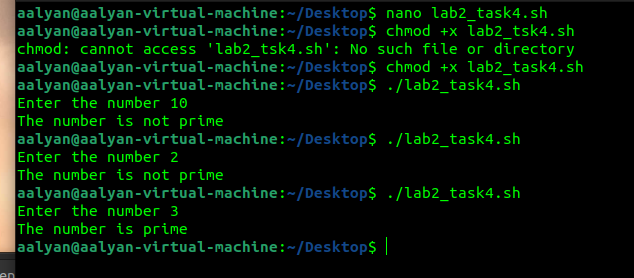 aalyan@aalyan-virtual-machine:~/Desktop$ nano lab2_task4.sh
aalyan@aalyan-virtual-machine:~/Desktop$ chmod +x lab2_tsk4.sh
chmod: cannot access 'lab2_tsk4.sh': No such file or directory
aalyan@aalyan-virtual-machine:~/Desktop$ chmod +x lab2_task4.sh
aalyan@aalyan-virtual-machine:~/Desktop$ ./lab2_task4.sh
Enter the number 10
The number is not prime
aalyan@aalyan-virtual-machine:~/Desktop$ ./lab2_task4.sh
Enter the number 2
The number is not prime
aalyan@aalyan-virtual-machine:~/Desktop$ ./lab2_task4.sh
Enter the number 3
The number is prime
aalyan@aalyan-virtual-machine:~/Desktop$